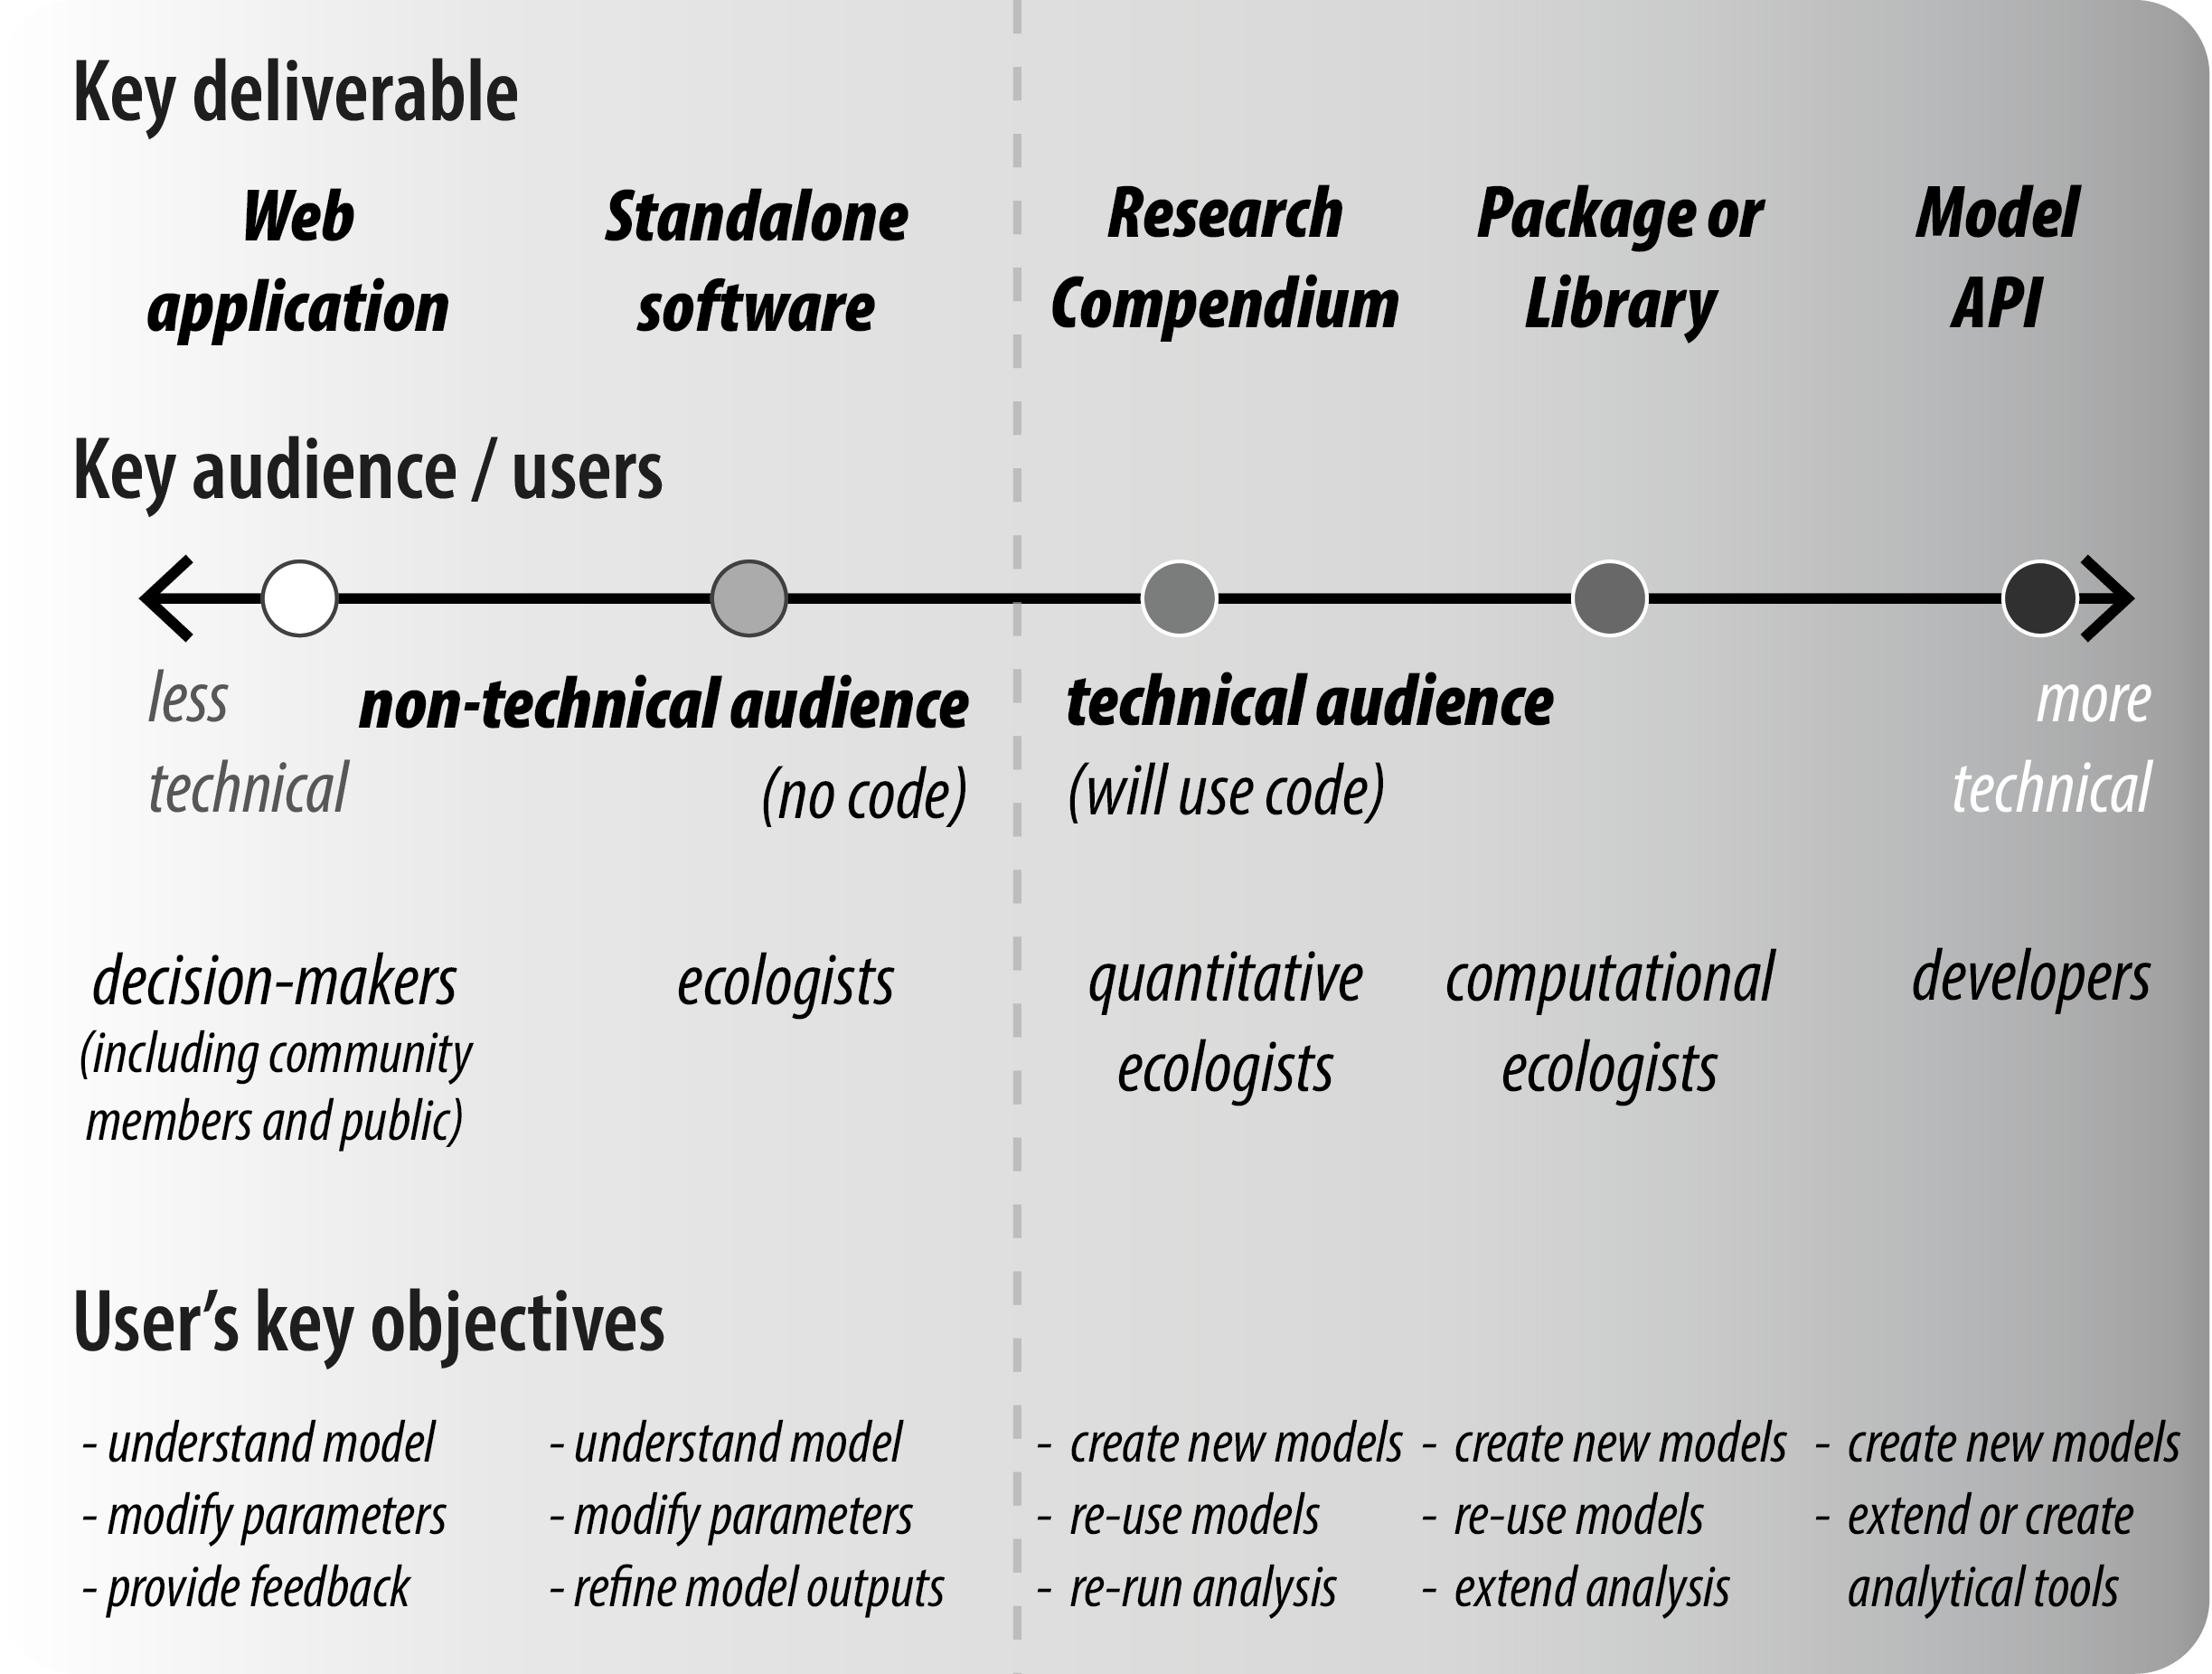 Key deliverable
Web
application
Standalone
software
Research
Compendium
Package or
Library
Model
API
Key audience / users
less
technical
non-technical audience
(no code)
technical audience
(will use code)
more
technical
decision-makers
(including community
members and public)
ecologists
quantitative
ecologists
computational
ecologists
developers
User’s key objectives
- understand model
- modify parameters
- provide feedback
- understand model
- modify parameters
- refine model outputs
- create new models
- re-use models
- re-run analysis
- create new models
- re-use models
- extend analysis
- create new models
- extend or create
analytical tools